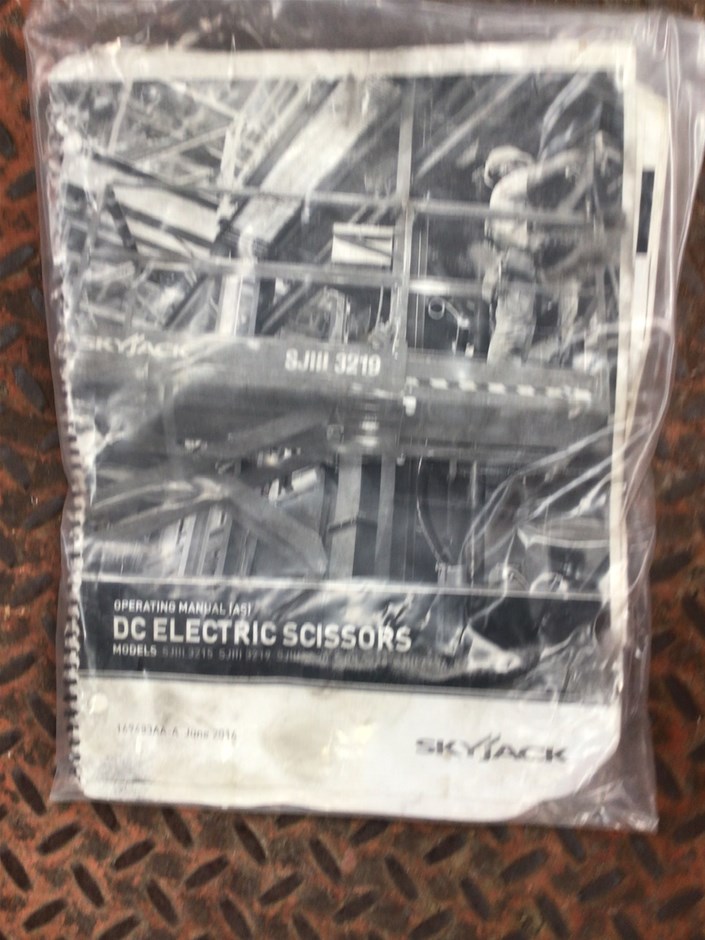 SKYJACK
SJIII 3219
OPERATING MANUAL (AS)
DC ELECTRIC SCISSORS
MODELS SJIII 3215 SJIII 3219
June 2016
SKYJACK